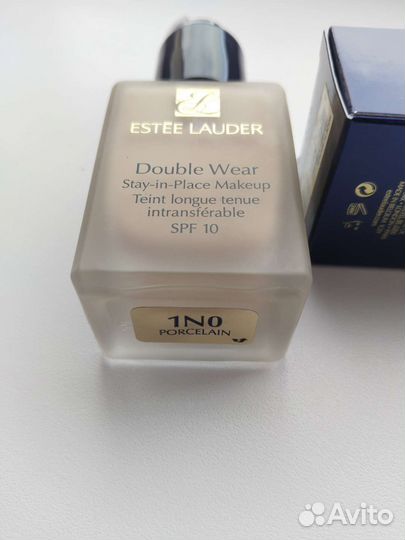 ESTĒE LAUDER
Double Wear
Stay-in-Place Makeup
Teint longue tenue
intransférable
SPF 10
1N0
PORCELAIN
Avito